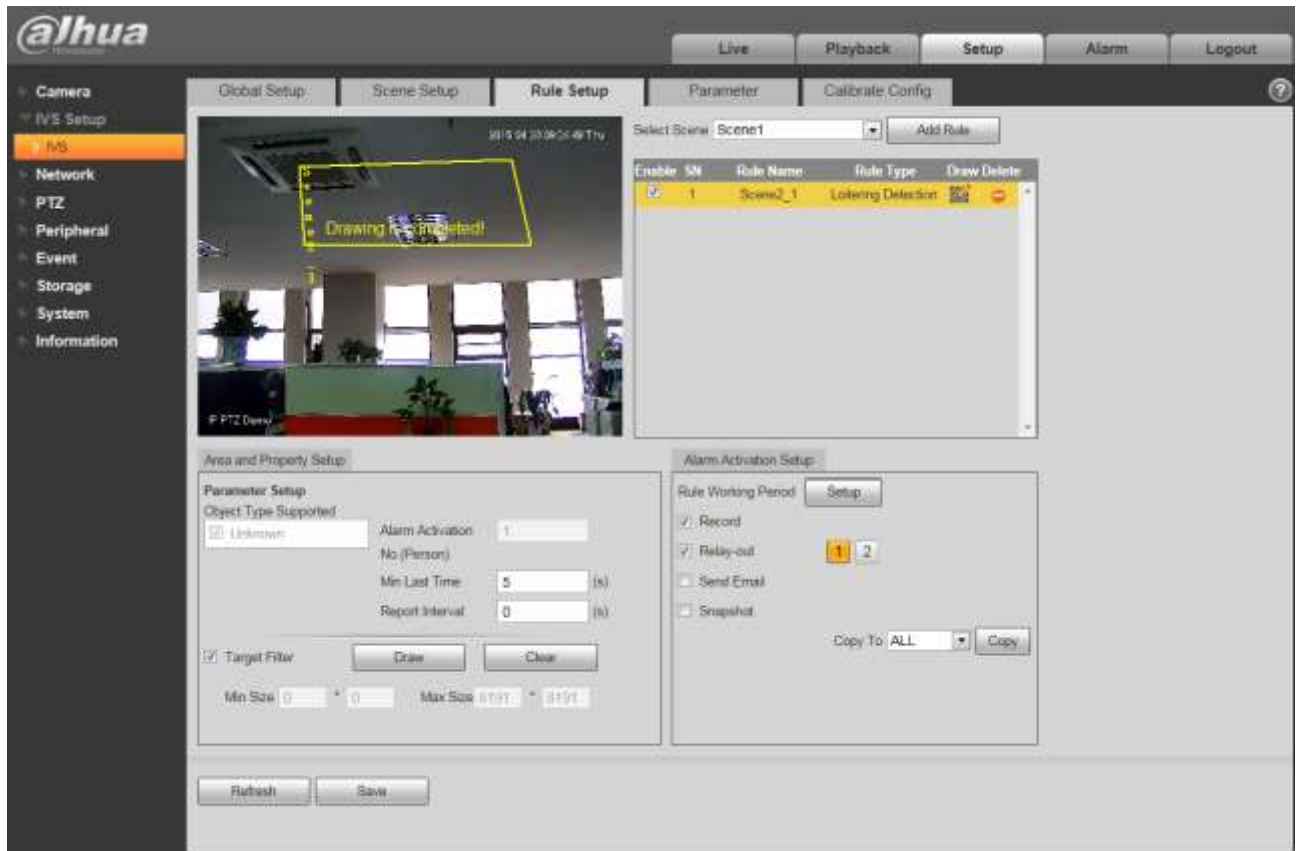 alhua
TECHNOLOGY
Live Playback Setup Alarm Logout
Camera
IVS Setup
IVS
Network
PTZ
Peripheral
Event
Storage
System
Information
Global Setup Scene Setup Rule Setup Parameter Calibrate Config
Drawing is completed!
IP PTZ Demo
Select Scene Scene1 Add Rule
Enable SN Rule Name Rule Type Draw Delete
1 Scene2_1 Loitering Detection
Area and Property Setup
Parameter Setup
Object Type Supported
Unknown
Alarm Activation 1
No.(Person)
Min Last Time 5 (s)
Report Interval 0 (s)
Target Filter Draw Clear
Min Size 0 * 0 Max Size 8191 * 8191
Alarm Activation Setup
Rule Working Period Setup
Record
Relay-out 1 2
Send Email
Snapshot
Copy To ALL Copy
Refresh Save